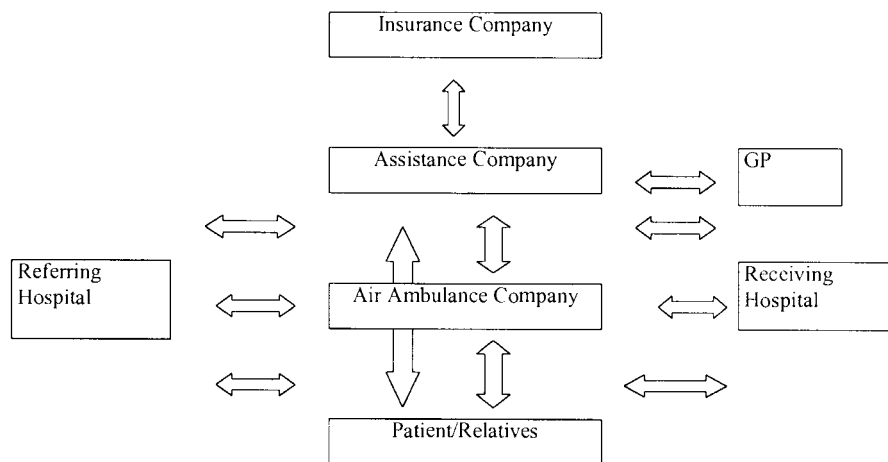 Insurance Company
Assistance Company
GP
Referring
Hospital
Air Ambulance Company
Receiving
Hospital
Patient/Relatives